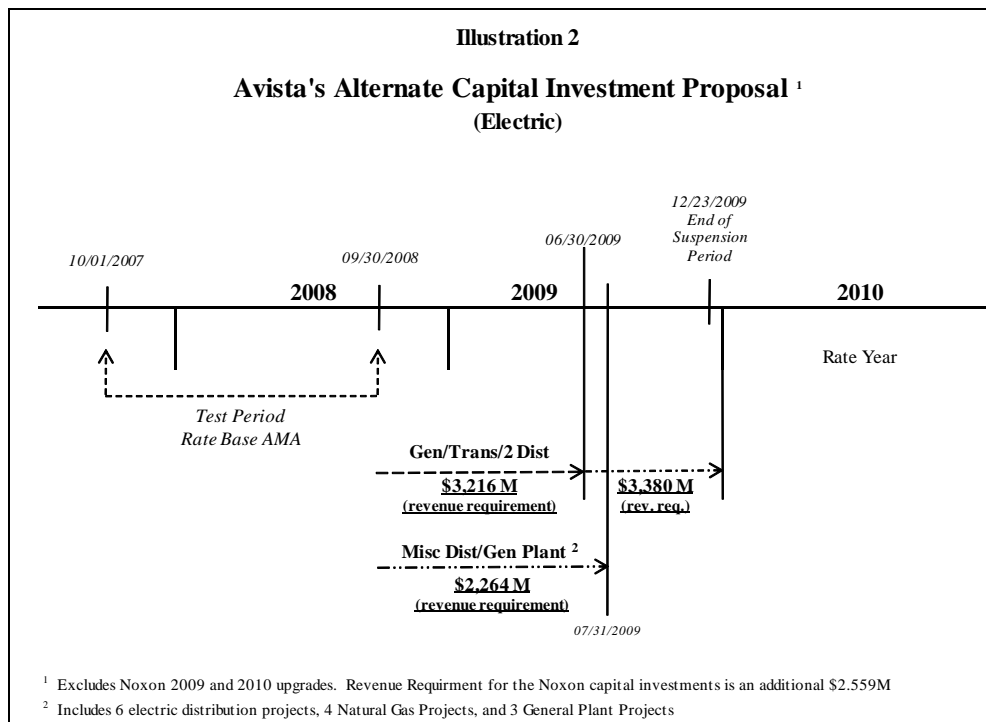 Illustration 2
Avista's Alternate Capital Investment Proposal 1
(Electric)
12/23/2009
End of
Suspension
Period
06/30/2009
10/01/2007
09/30/2008
2008
2009
2010
Rate Year
Test Period
Rate Base AMA
Gen/Trans/2 Dist
$3,216 M
(revenue requirement)
$3,380 M
(rev. req.)
Misc Dist/Gen Plant 2
$2,264 M
(revenue requirement)
07/31/2009
1 Excludes Noxon 2009 and 2010 upgrades. Revenue Requirment for the Noxon capital investments is an additional $2.559M
2 Includes 6 electric distribution projects, 4 Natural Gas Projects, and 3 General Plant Projects